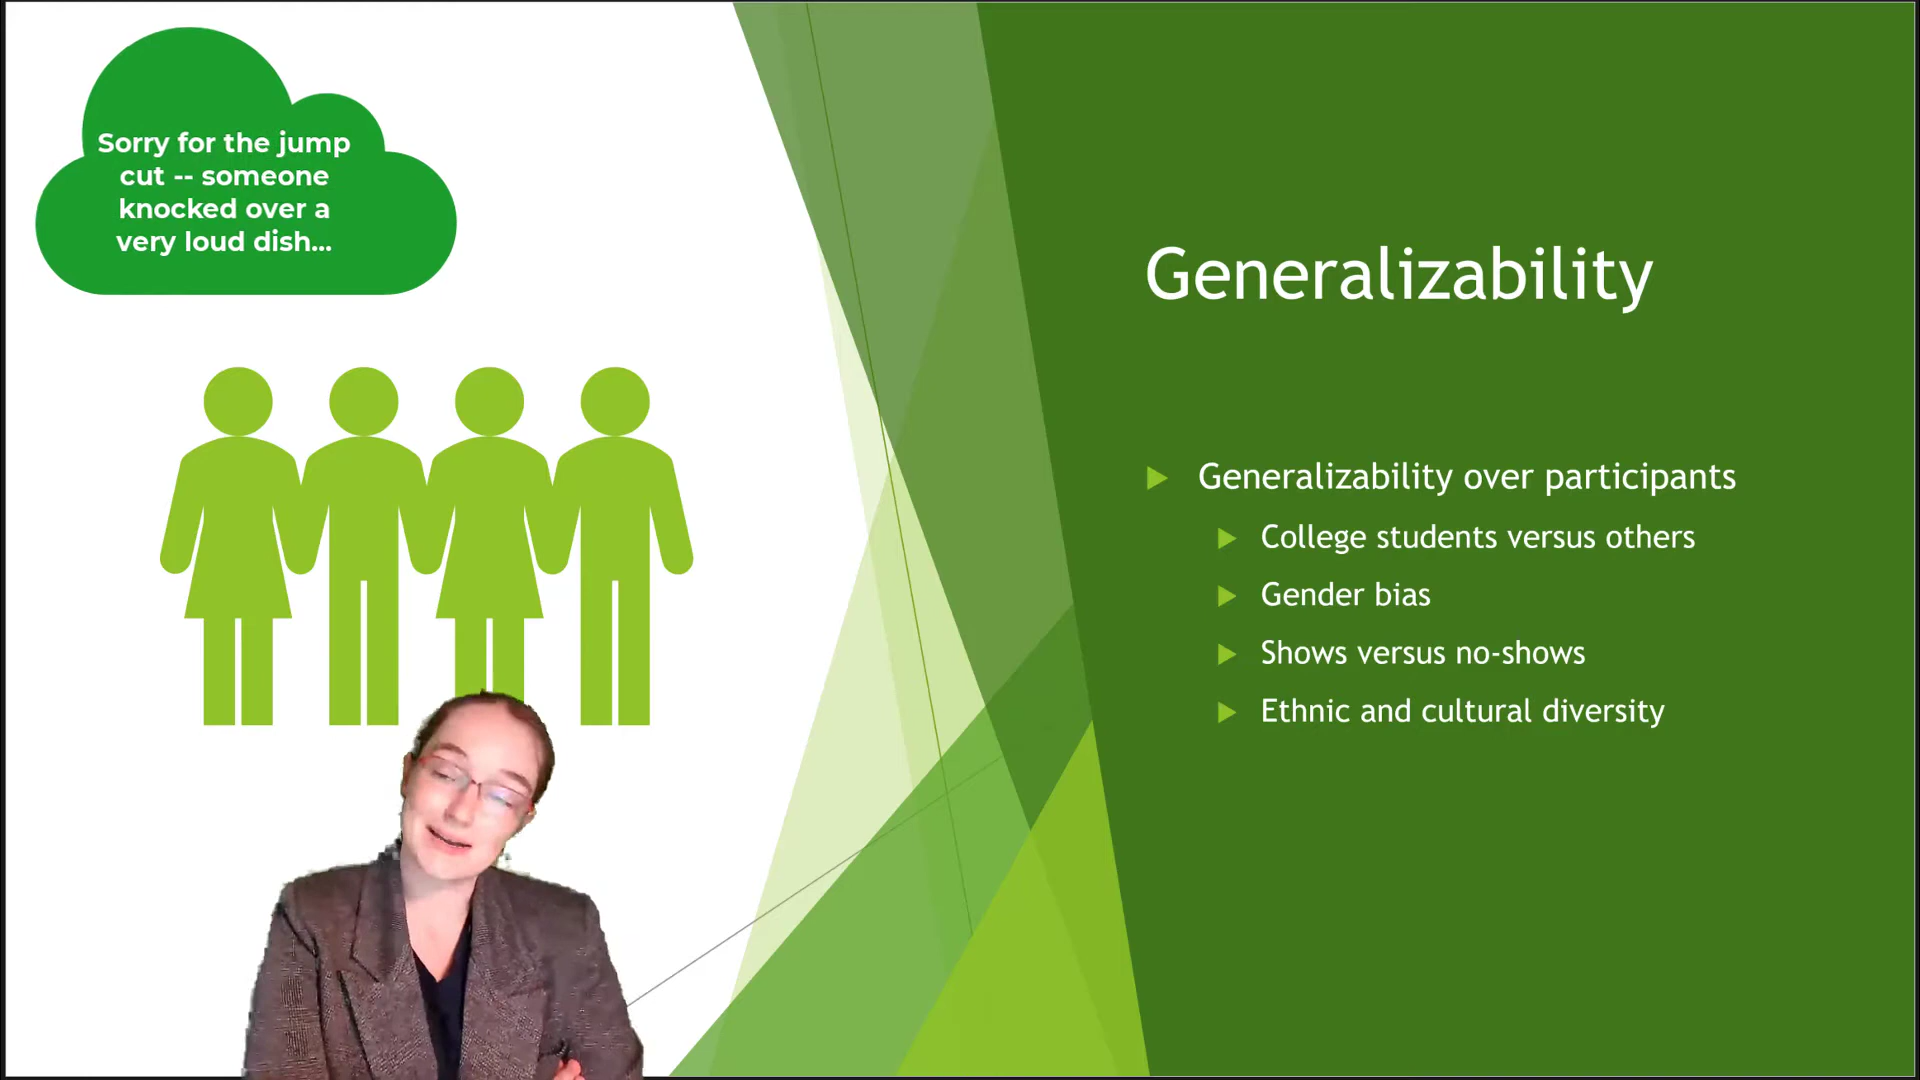 Sorry for the jump
cut -- someone
knocked over a
very loud dish...
Generalizability
Generalizability over participants
College students versus others
Gender bias
Shows versus no-shows
Ethnic and cultural diversity